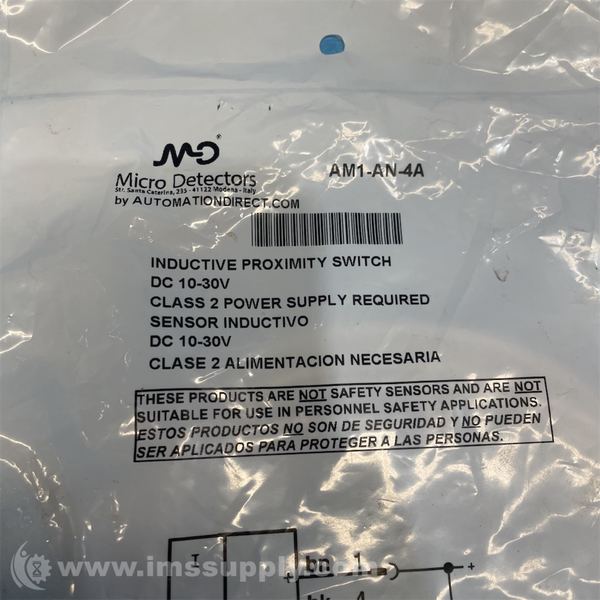 MD®
AM1-AN-4A
Micro Detectors
Str. Santa Caterina, 235 - 41122 Modena - Italy
by AUTOMATIONDIRECT.COM
INDUCTIVE PROXIMITY SWITCH
DC 10-30V
CLASS 2 POWER SUPPLY REQUIRED
SENSOR INDUCTIVO
DC 10-30V
CLASE 2 ALIMENTACION NECESARIA
THESE PRODUCTS ARE NOT SAFETY SENSORS AND ARE NOT
SUITABLE FOR USE IN PERSONNEL SAFETY APPLICATIONS.
ESTOS PRODUCTOS NO SON DE SEGURIDAD Y NO PUEDEN
SER APLICADOS PARA PROTEGER A LAS PERSONAS.
bn 1
+ +
www.imssupply.com